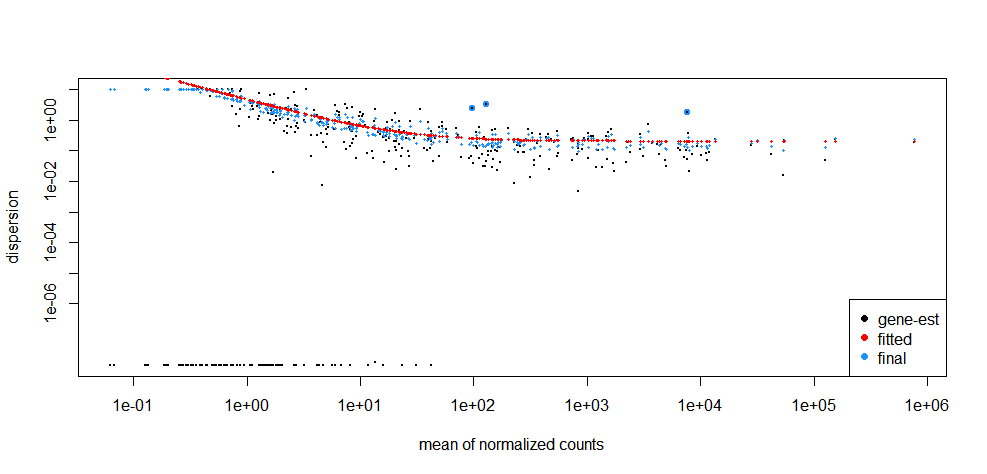 1e+00
1e-02
1e-04
1e-06
dispersion
gene-est
fitted
final
1e-01 1e+00 1e+01 1e+02 1e+03 1e+04 1e+05 1e+06
mean of normalized counts